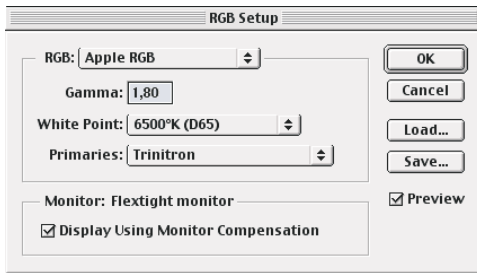 RGB Setup
RGB: Apple RGB
Gamma: 1,80
White Point: 6500°K (D65)
Primaries: Trinitron
Monitor: Flextight monitor
Display Using Monitor Compensation
OK
Cancel
Load...
Save...
Preview